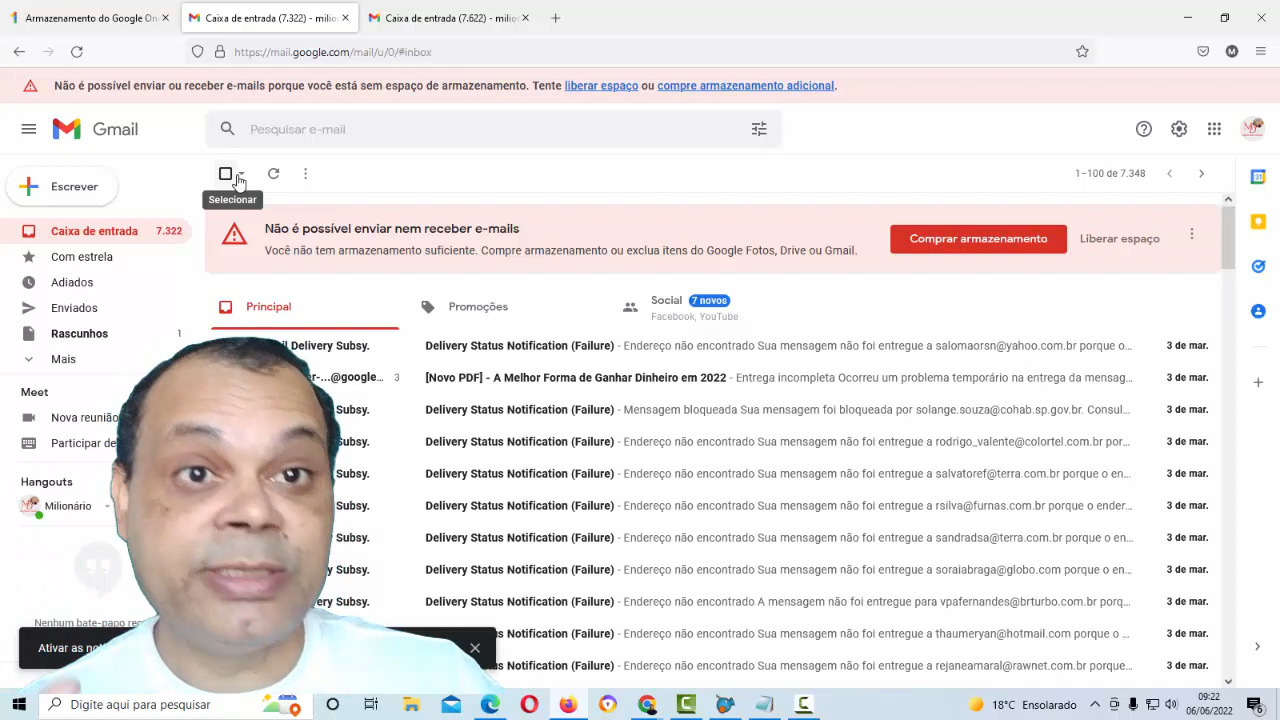 Armazenamento do Google On
Caixa de entrada (7.322) - milio
Caixa de entrada (7.622) - milion
https://mail.google.com/mail/u/0/#inbox
Não é possível enviar ou receber e-mails porque você está sem espaço de armazenamento. Tente liberar espaço ou compre armazenamento adicional.
Gmail
Pesquisar e-mail
Escrever
1–100 de 7.348
Selecionar
Caixa de entrada 7.322
Com estrela
Adiados
Enviados
Rascunhos 1
Mais
Meet
Nova reunião
Participar de
Hangouts
Milionário
Nenhum bate-papo
Não é possível enviar nem receber e-mails
Você não tem armazenamento suficiente. Compre armazenamento ou exclua itens do Google Fotos, Drive ou Gmail.
Comprar armazenamento
Liberar espaço
Principal
Promoções
Social 7 novos
Facebook, YouTube
Delivery Subsy. Delivery Status Notification (Failure) - Endereço não encontrado Sua mensagem não foi entregue a salomaorsn@yahoo.com.br porque o… 3 de mar.
@google… 3 [Novo PDF] - A Melhor Forma de Ganhar Dinheiro em 2022 - Entrega incompleta Ocorreu um problema temporário na entrega da mensag… 3 de mar.
Subsy. Delivery Status Notification (Failure) - Mensagem bloqueada Sua mensagem foi bloqueada por solange.souza@cohab.sp.gov.br. Consul… 3 de mar.
Subsy. Delivery Status Notification (Failure) - Endereço não encontrado Sua mensagem não foi entregue a rodrigo_valente@colortel.com.br por… 3 de mar.
Subsy. Delivery Status Notification (Failure) - Endereço não encontrado Sua mensagem não foi entregue a salvatoref@terra.com.br porque o en… 3 de mar.
Subsy. Delivery Status Notification (Failure) - Endereço não encontrado Sua mensagem não foi entregue a rsilva@furnas.com.br porque o ender… 3 de mar.
Subsy. Delivery Status Notification (Failure) - Endereço não encontrado Sua mensagem não foi entregue a sandradsa@terra.com.br porque o en… 3 de mar.
Subsy. Delivery Status Notification (Failure) - Endereço não encontrado Sua mensagem não foi entregue a soraiabraga@globo.com porque o en… 3 de mar.
Subsy. Delivery Status Notification (Failure) - Endereço não encontrado A mensagem não foi entregue para vpafernandes@brturbo.com.br porq… 3 de mar.
Subsy. Delivery Status Notification (Failure) - Endereço não encontrado Sua mensagem não foi entregue a thaumeryan@hotmail.com porque o … 3 de mar.
Delivery Status Notification (Failure) - Endereço não encontrado Sua mensagem não foi entregue a rejaneamaral@rawnet.com.br porque… 3 de mar.
Ativar as
Digite aqui para pesquisar
18°C Ensolarado
09:22
06/06/2022
6